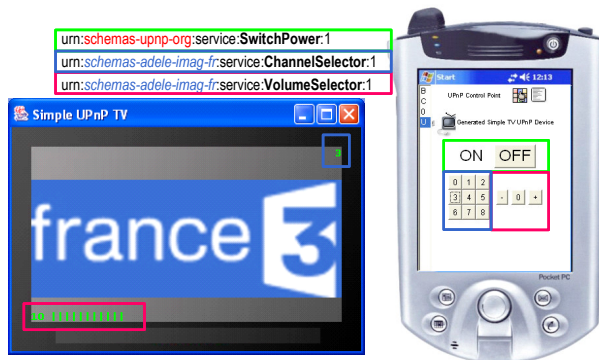 urn:schemas-upnp-org:service:SwitchPower:1
urn:schemas-adele-imag-fr:service:ChannelSelector:1
urn:schemas-adele-imag-fr:service:VolumeSelector:1
Simple UPnP TV
3
france 3
Start 12:13
B
C
O
U
UPnP Control Point
Generated Simple TV UPnP Device
ON OFF
0 1 2
3 4 5
6 7 8
- 0 +
Pocket PC